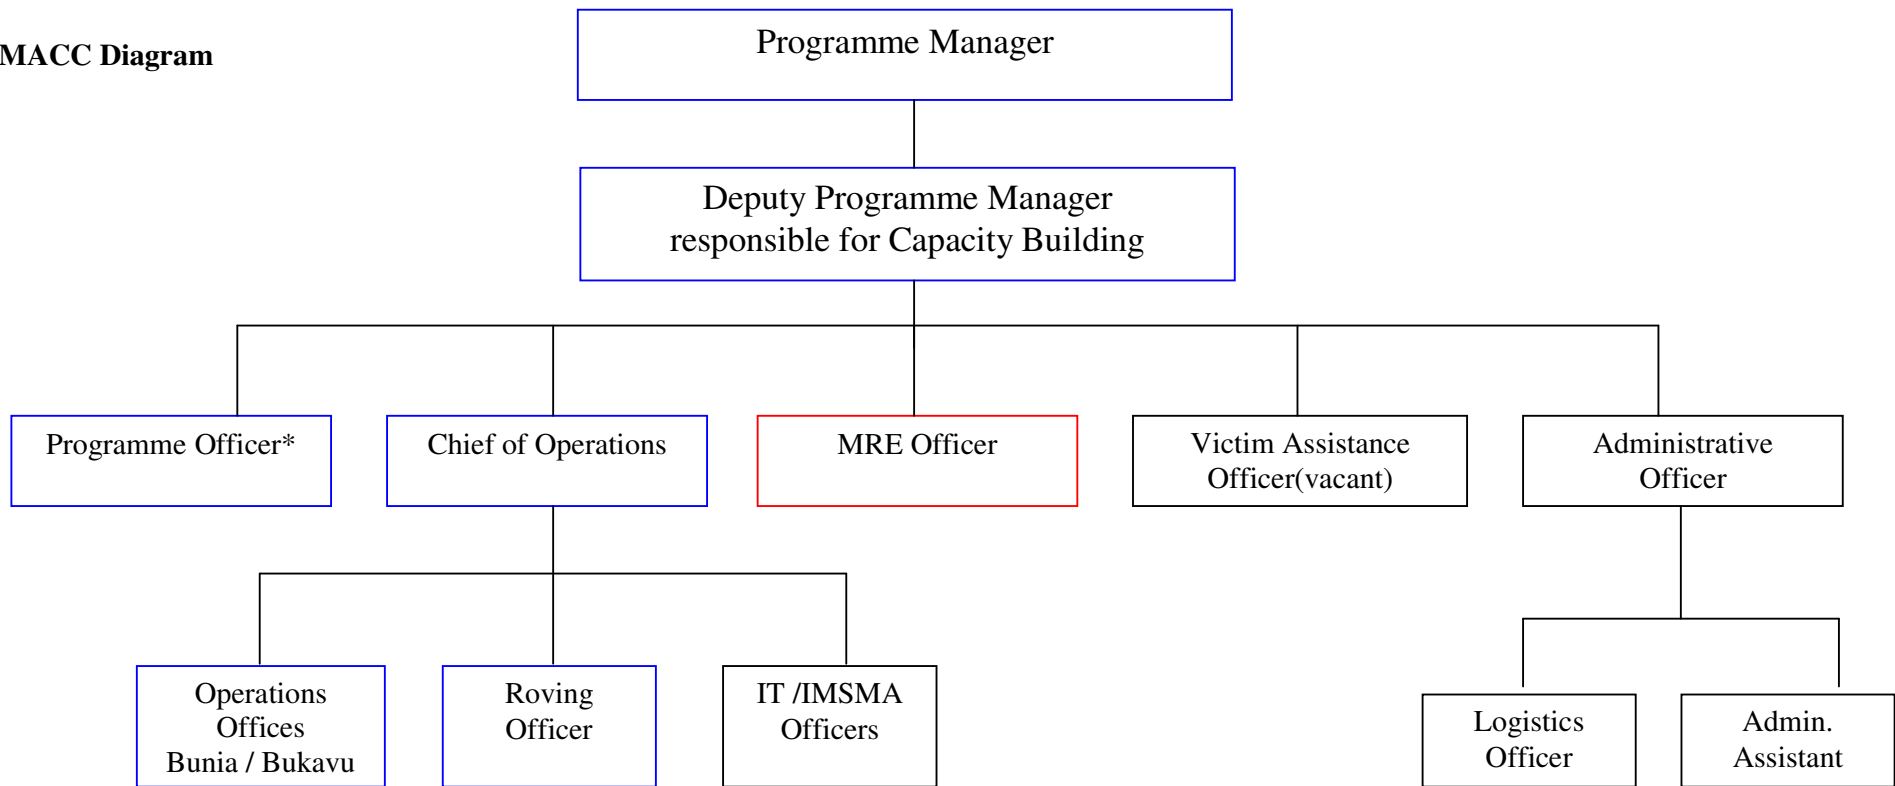 MACC Diagram
Programme Manager
Deputy Programme Manager
responsible for Capacity Building
Programme Officer*
Chief of Operations
MRE Officer
Victim Assistance
Officer(vacant)
Administrative
Officer
Operations
Offices
Bunia / Bukavu
Roving
Officer
IT /IMSMA
Officers
Logistics
Officer
Admin.
Assistant